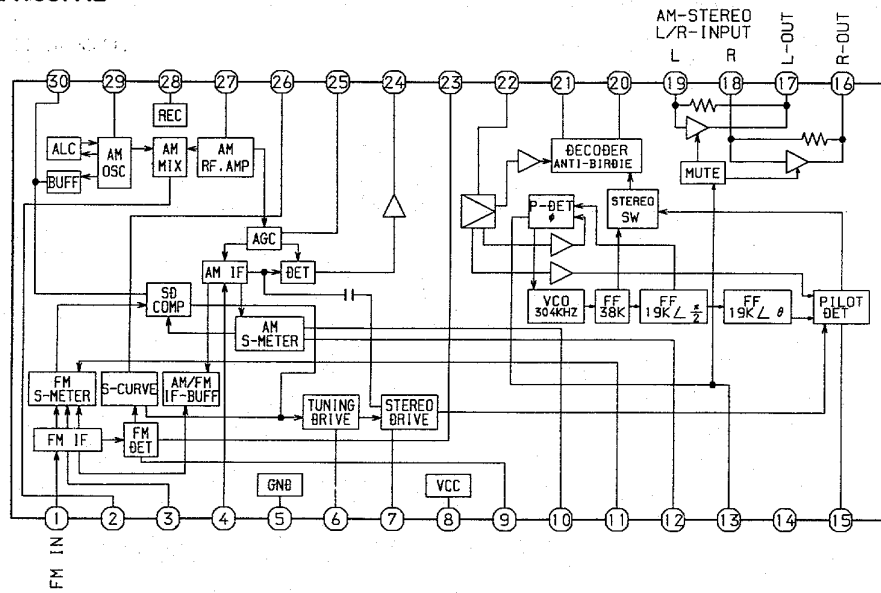 AM-STEREO
L/R-INPUT
L
R
L-OUT
R-OUT
30
29
28
27
26
25
24
23
22
21
20
19
18
17
16
REC
ALC
AM
OSC
AM
MIX
AM
RF.AMP
BUFF
DECODER
ANTI-BIRDIE
MUTE
P-DET
ø
STEREO
SW
AGC
AM IF
DET
SD
COMP
VCO
304KHZ
FF
38K
FF
19K∠ π/2
FF
19K∠ θ
PILOT
DET
AM
S-METER
FM
S-METER
S-CURVE
AM/FM
IF-BUFF
TUNING
DRIVE
STEREO
DRIVE
FM IF
FM
DET
GND
VCC
1
2
3
4
5
6
7
8
9
10
11
12
13
14
15
FM IN